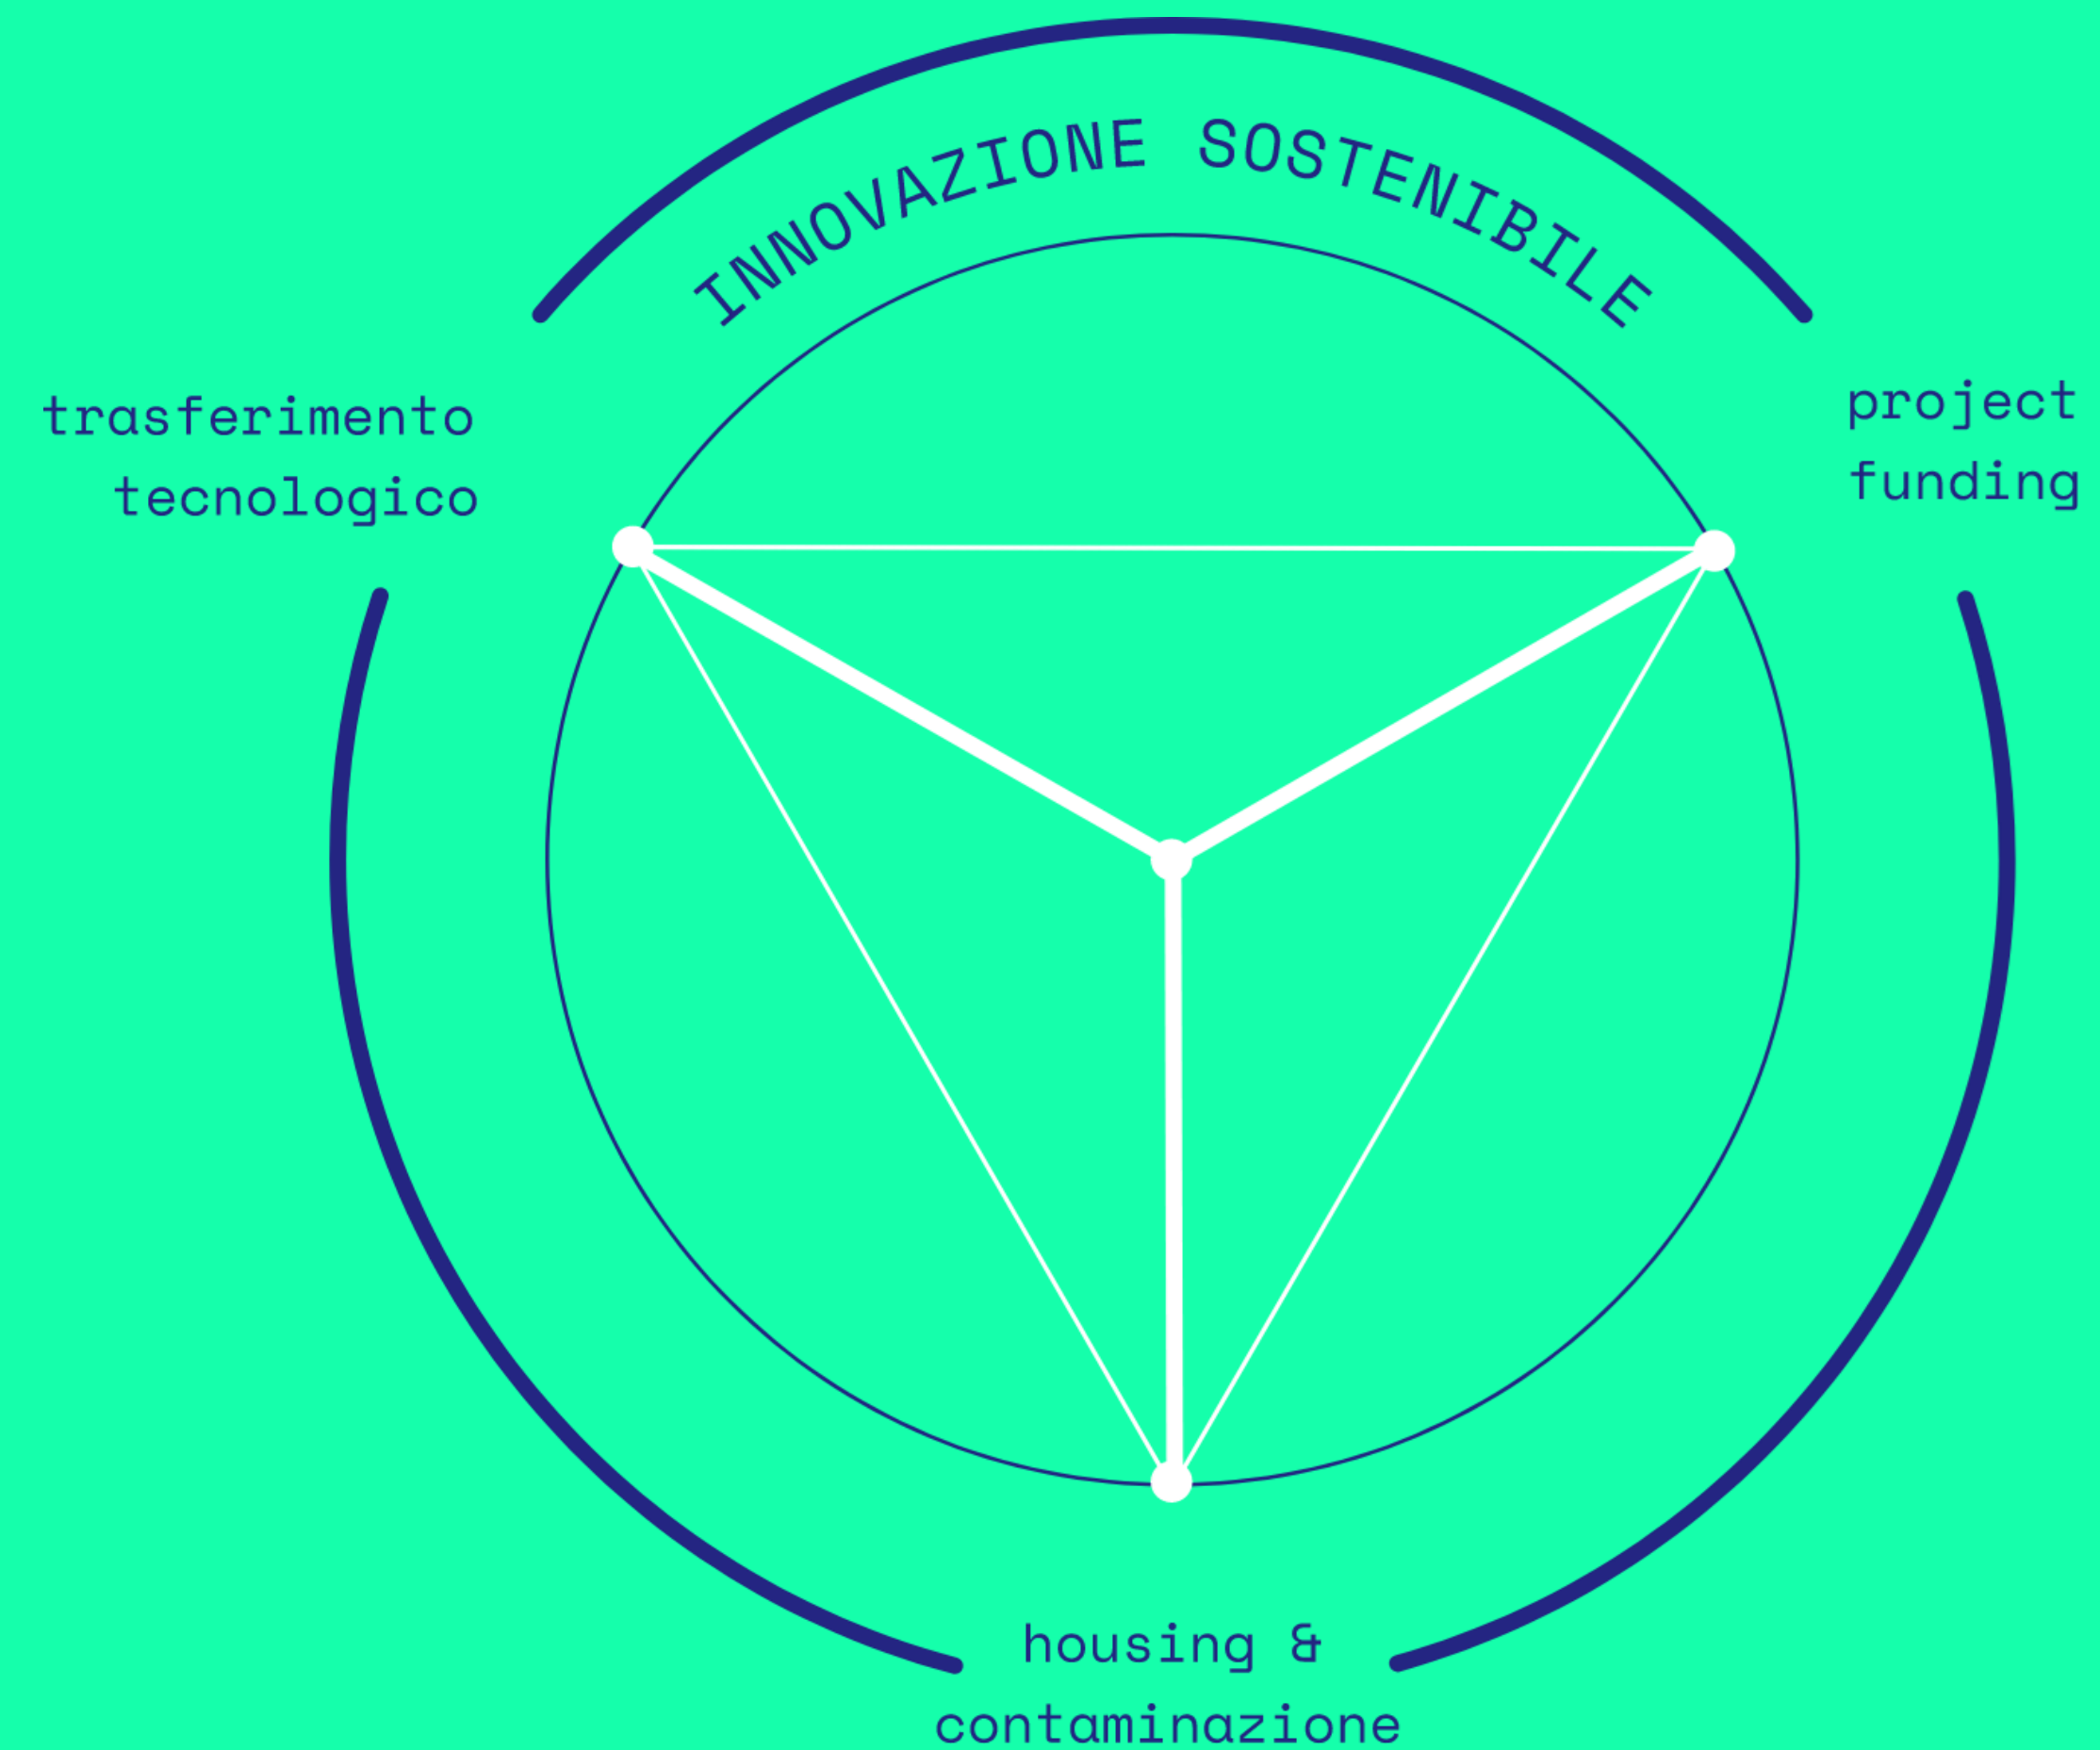 INNOVAZIONE SOSTENIBILE
trasferimento
tecnologico
project
funding
housing &
contaminazione